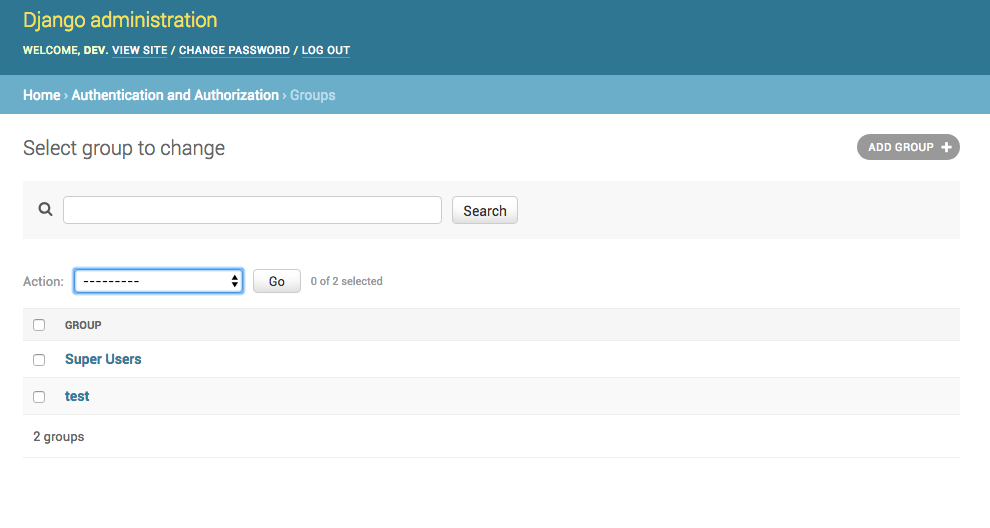 Django administration
WELCOME, DEV. VIEW SITE / CHANGE PASSWORD / LOG OUT
Home › Authentication and Authorization › Groups
Select group to change
ADD GROUP +
Search
Action: --------- Go 0 of 2 selected
GROUP
Super Users
test
2 groups